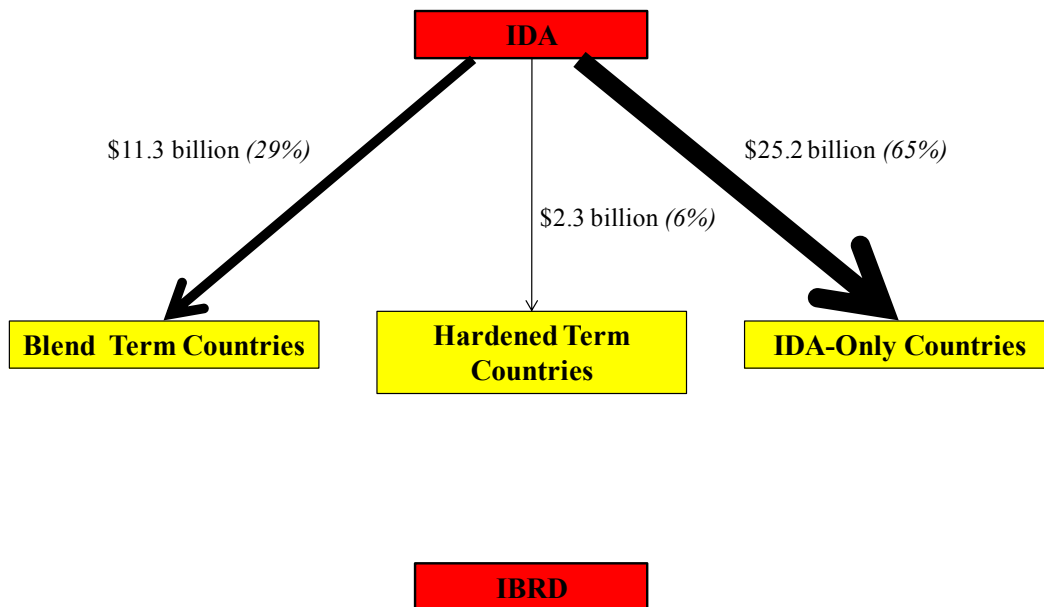 IDA
$11.3 billion (29%)
$25.2 billion (65%)
$2.3 billion (6%)
Blend Term Countries
Hardened Term
Countries
IDA-Only Countries
IBRD